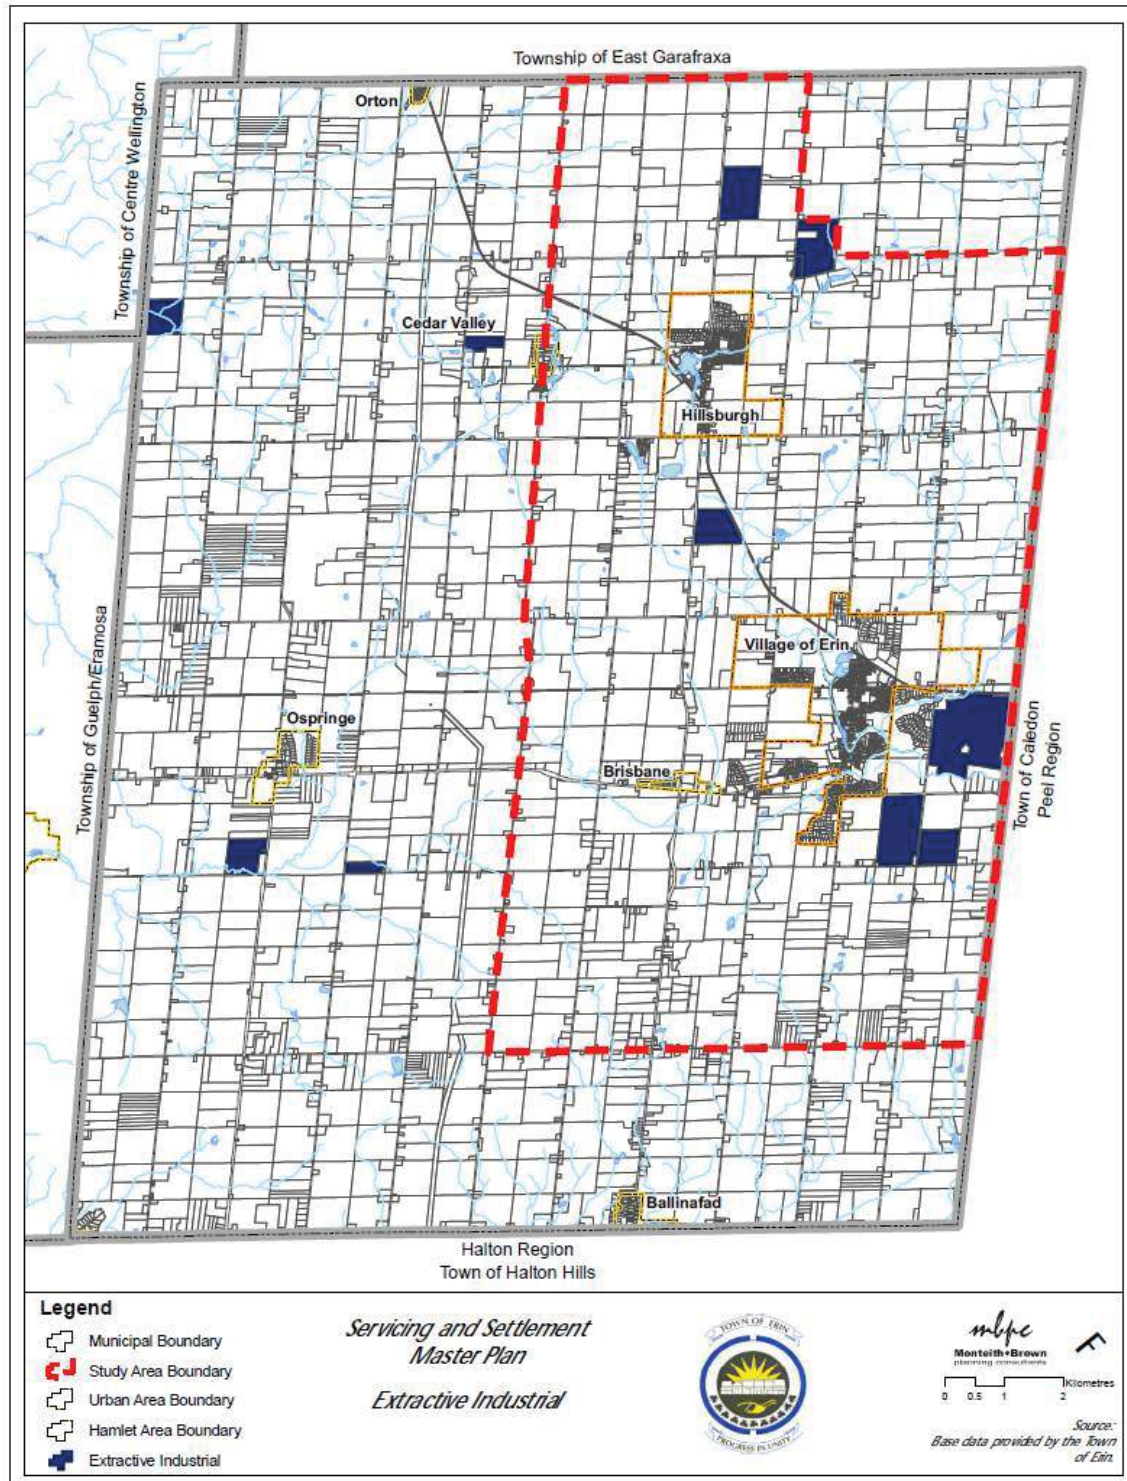 Township of East Garafraxa
Orton
Township of Centre Wellington
Cedar Valley
Hillsburgh
Village of Erin
Township of Guelph/Eramosa
Ospringe
Brisbane
Town of Caledon
Peel Region
Ballinafad
Halton Region
Town of Halton Hills
Legend
Municipal Boundary
Study Area Boundary
Urban Area Boundary
Hamlet Area Boundary
Extractive Industrial
Servicing and Settlement
Master Plan
Extractive Industrial
TOWN OF ERIN
PROGRESS IN UNITY
mbpc
Monteith+Brown
planning consultants
F
Kilometres
0 0.5 1 2
Source:
Base data provided by the Town
of Erin.